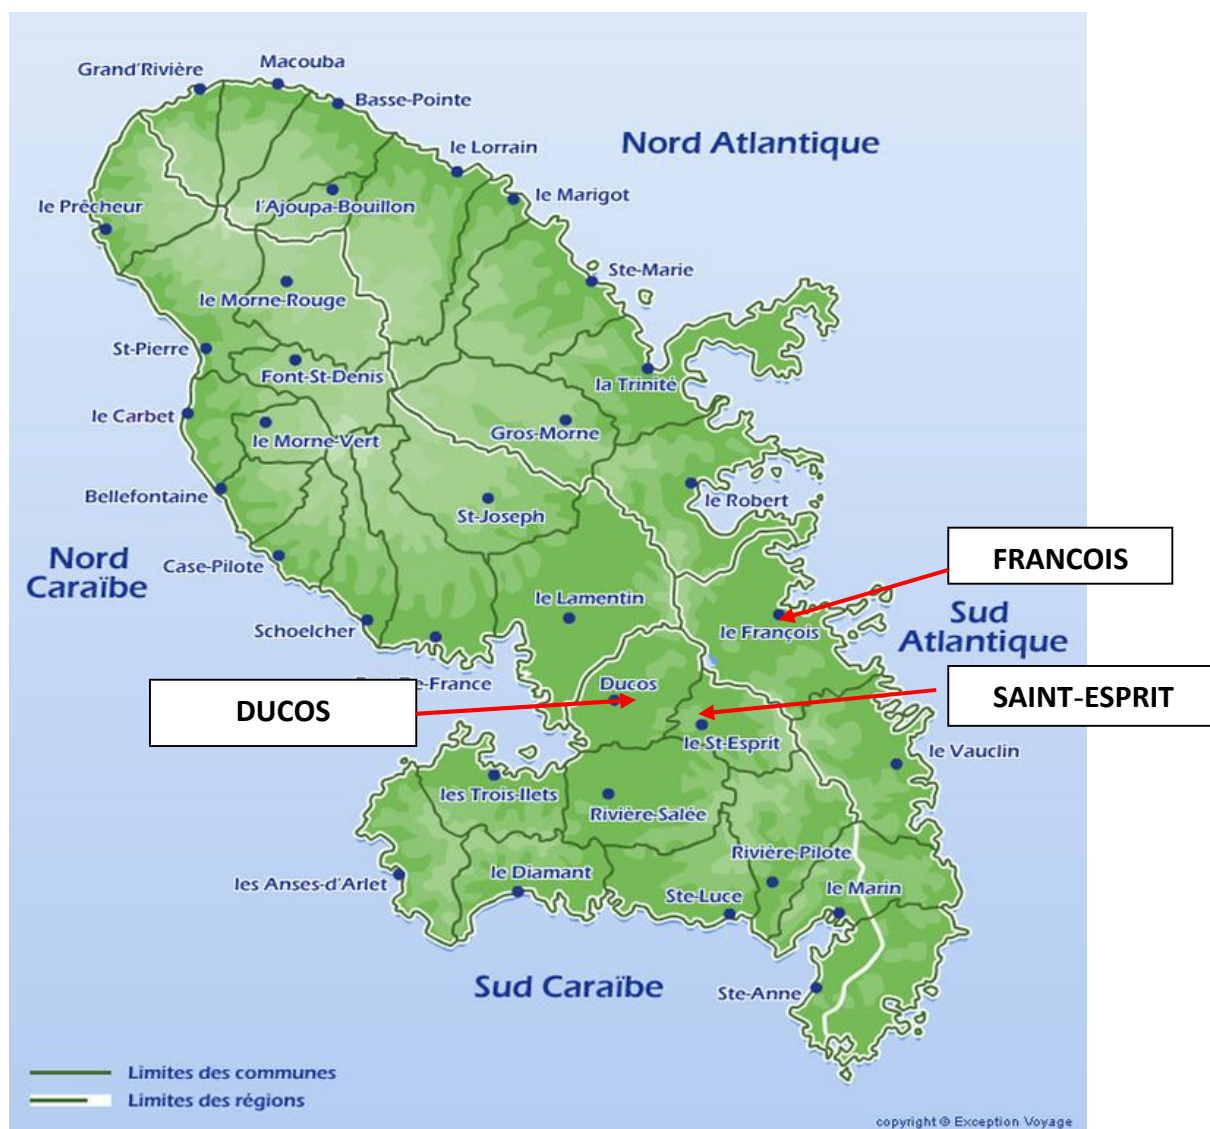 Macouba
Grand'Rivière
Basse-Pointe
Nord Atlantique
le Lorrain
le Marigot
le Prêcheur
l'Ajoupa-Bouillon
Ste-Marie
le Morne-Rouge
St-Pierre
Font-St-Denis
la Trinité
le Carbet
le Morne-Vert
Gros-Morne
Bellefontaine
le Robert
St-Joseph
Nord
Caraïbe
Case-Pilote
FRANCOIS
le Lamentin
Schoelcher
le François
Sud
Atlantique
De-France
Ducos
DUCOS
SAINT-ESPRIT
le St-Esprit
le Vauclin
les Trois-Ilets
Rivière-Salée
Rivière-Pilote
les Anses-d'Arlet
le Diamant
Ste-Luce
le Marin
Sud Caraïbe
Ste-Anne
Limites des communes
Limites des régions
copyright © Exception Voyage